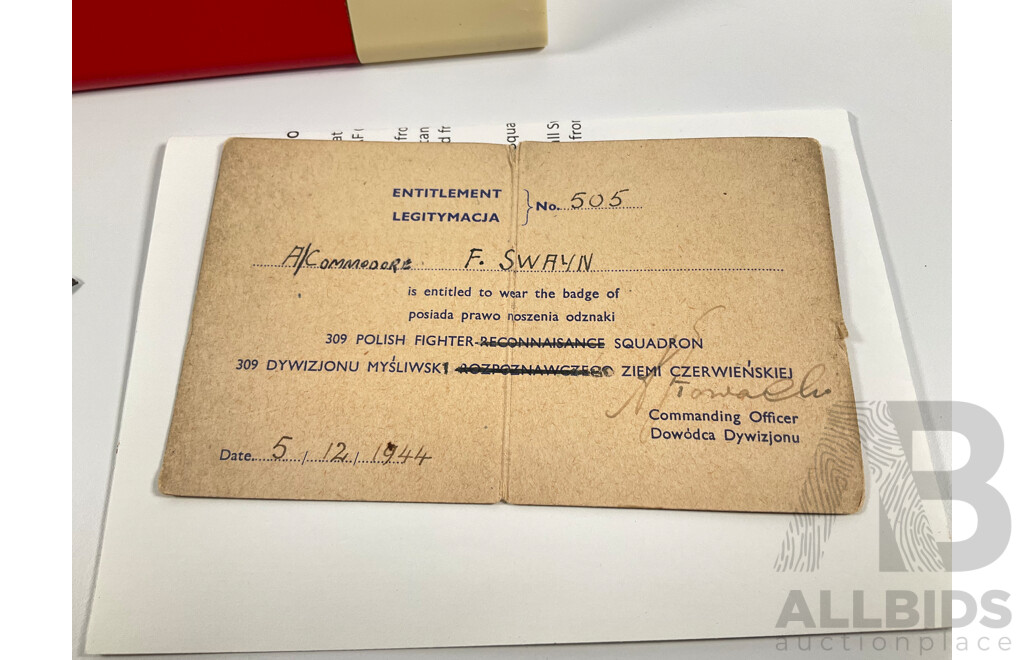 ENTITLEMENT
LEGITYMACJA
No. 505
A/COMMODORE F. SWAYN
is entitled to wear the badge of
posiada prawo noszenia odznaki
309 POLISH FIGHTER-RECONNAISANCE SQUADRON
309 DYWIZJONU MYŚLIWSKI ROZPOZNAWCZEGO ZIEMI CZERWIEŃSKIEJ
Commanding Officer
Dowódca Dywizjonu
Date 5 / 12 / 1944
AB
ALLBIDS
auctionplace